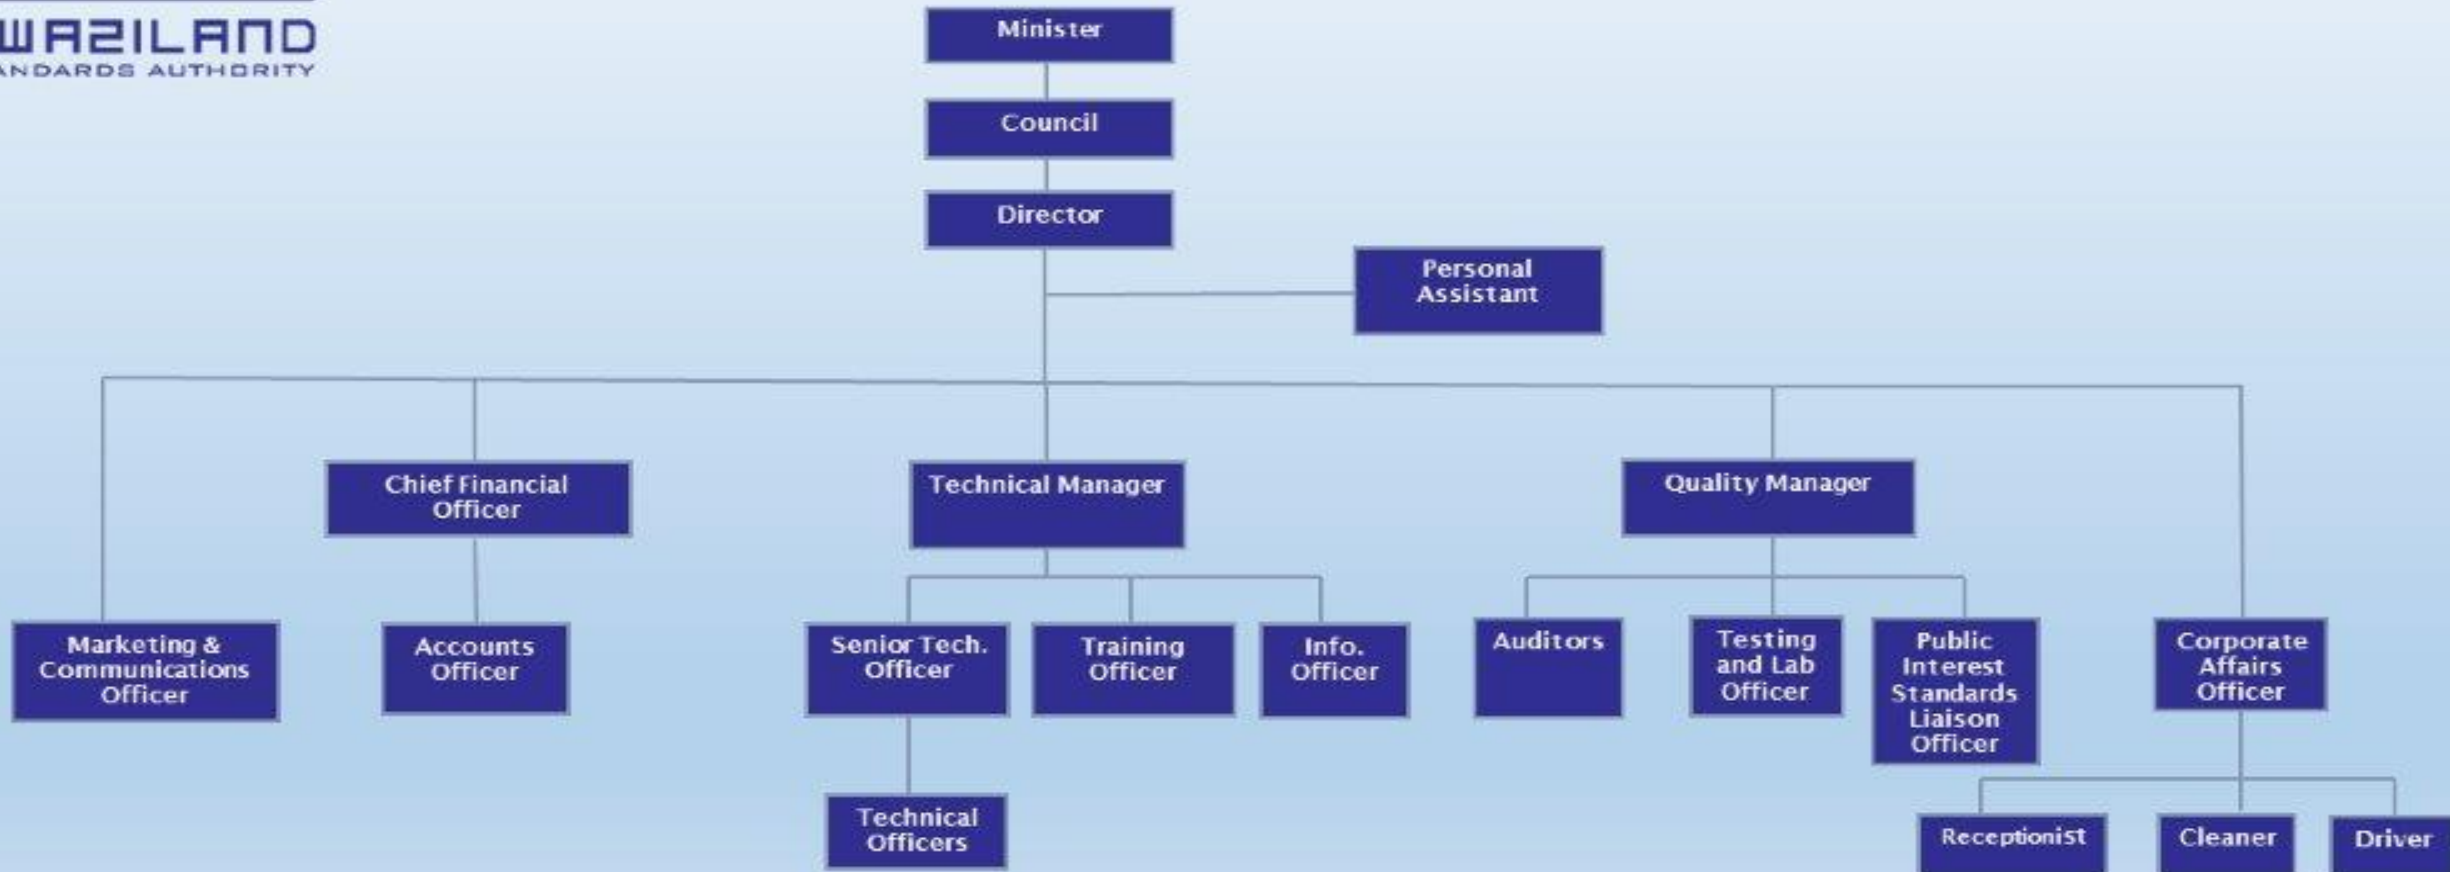 WAZILAND
ANDARDS AUTHORITY
Minister
Council
Director
Personal
Assistant
Chief Financial
Officer
Technical Manager
Quality Manager
Marketing &
Communications
Officer
Accounts
Officer
Senior Tech.
Officer
Training
Officer
Info.
Officer
Auditors
Testing
and Lab
Officer
Public
Interest
Standards
Liaison
Officer
Corporate
Affairs
Officer
Technical
Officers
Receptionist
Cleaner
Driver